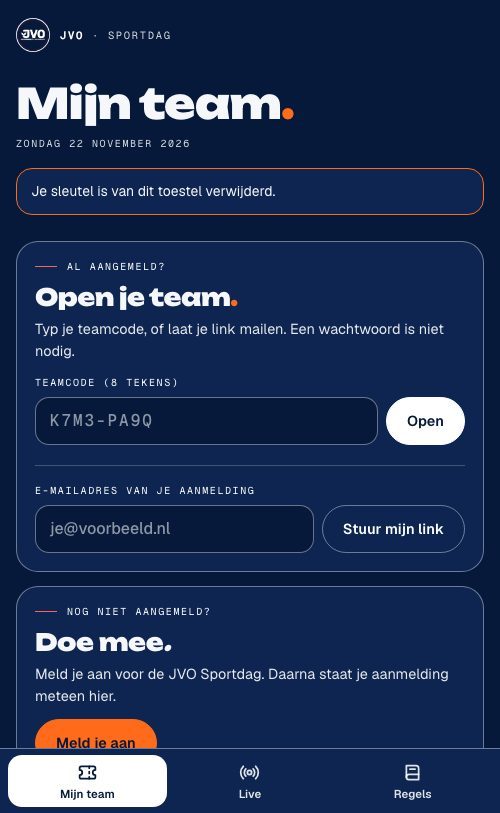 JVO
JVO · SPORTDAG
Mijn team.
ZONDAG 22 NOVEMBER 2026
Je sleutel is van dit toestel verwijderd.
AL AANGEMELD?
Open je team.
Typ je teamcode, of laat je link mailen. Een wachtwoord is niet
nodig.
TEAMCODE (8 TEKENS)
K7M3-PA9Q
Open
E-MAILADRES VAN JE AANMELDING
je@voorbeeld.nl
Stuur mijn link
NOG NIET AANGEMELD?
Doe mee.
Meld je aan voor de JVO Sportdag. Daarna staat je aanmelding
meteen hier.
Meld je aan
Mijn team
Live
Regels